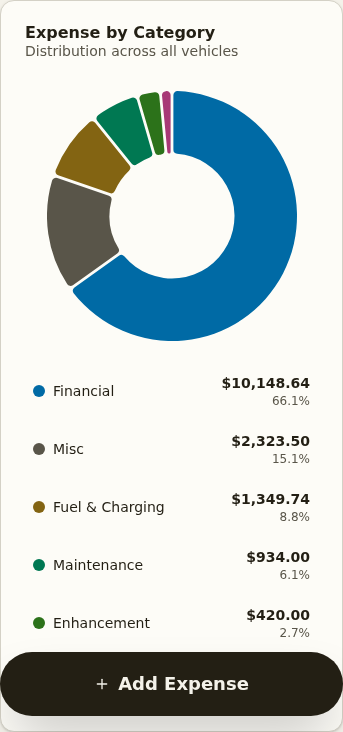 Expense by Category
Distribution across all vehicles
Financial $10,148.64
66.1%
Misc $2,323.50
15.1%
Fuel & Charging $1,349.74
8.8%
Maintenance $934.00
6.1%
Enhancement $420.00
2.7%
+ Add Expense